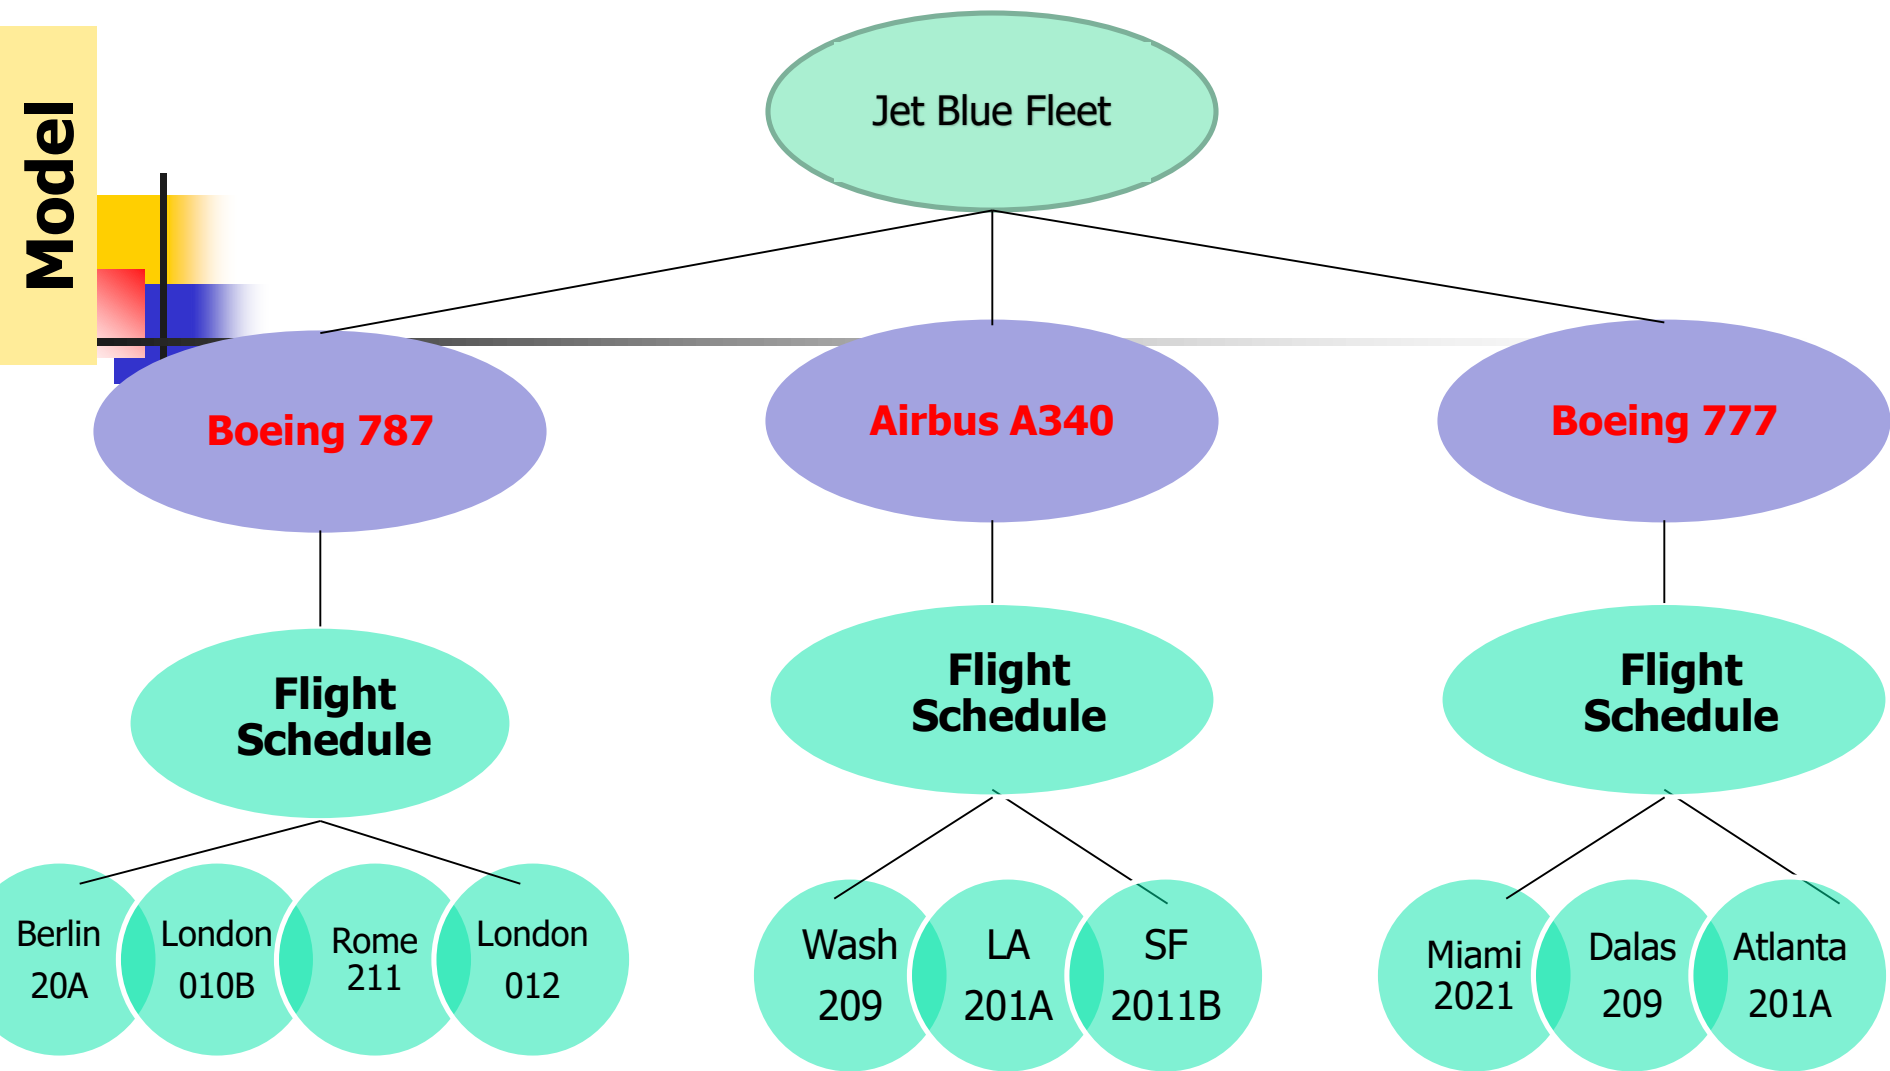 Model
Jet Blue Fleet
Boeing 787
Airbus A340
Boeing 777
Flight
Schedule
Flight
Schedule
Flight
Schedule
Berlin
20A
London
010B
Rome
211
London
012
Wash
209
LA
201A
SF
2011B
Miami
2021
Dalas
209
Atlanta
201A